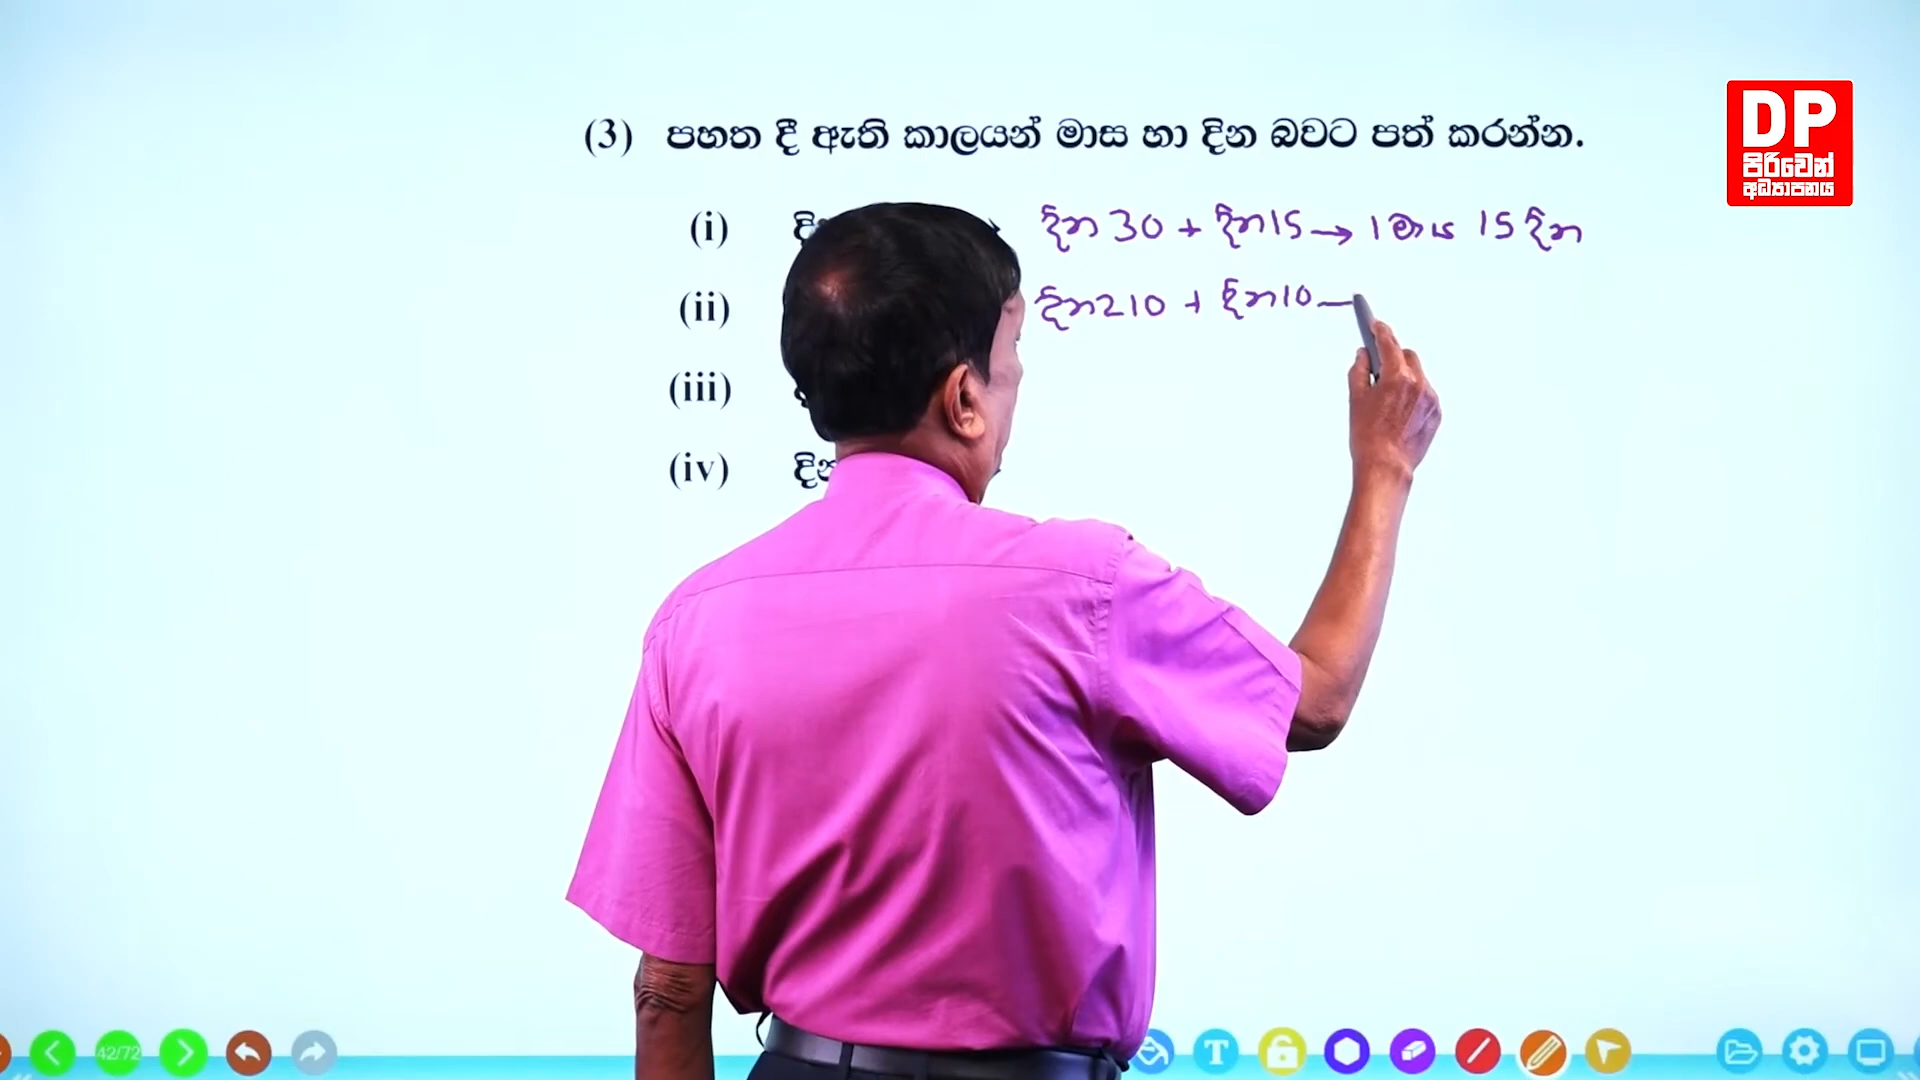 DP
පිරිවෙන්
අධ්‍යාපනය
(3) පහත දී ඇති කාලයන් මාස හා දින බවට පත් කරන්න.
(i) දින 30 + දින 15 → 1 මාස 15 දින
(ii) දින 210 + දින 10
(iii)
(iv) දින
42/72
T